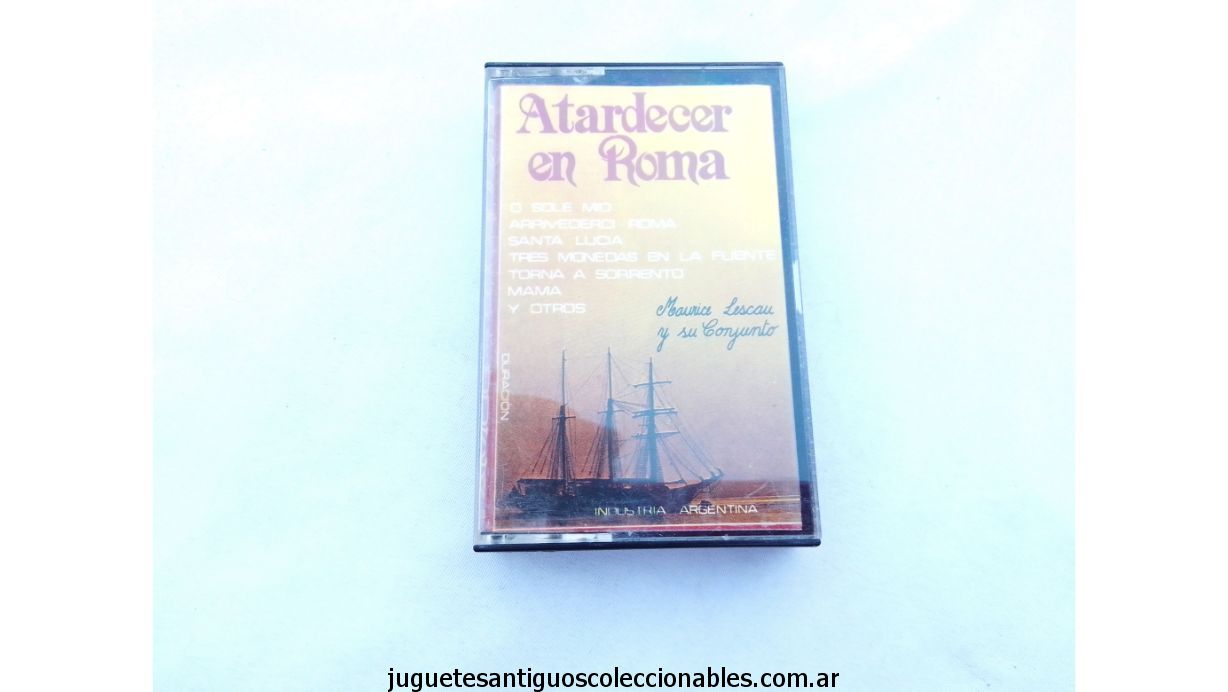 Atardecer
en Roma
O SOLE MIO
ARRIVEDERCI ROMA
SANTA LUCIA
TRES MONEDAS EN LA FUENTE
TORNA A SORRENTO
MAMA
Y OTROS
Maurice Lescau
y su Conjunto
DURACION
INDUSTRIA ARGENTINA
juguetesantiguoscoleccionables.com.ar